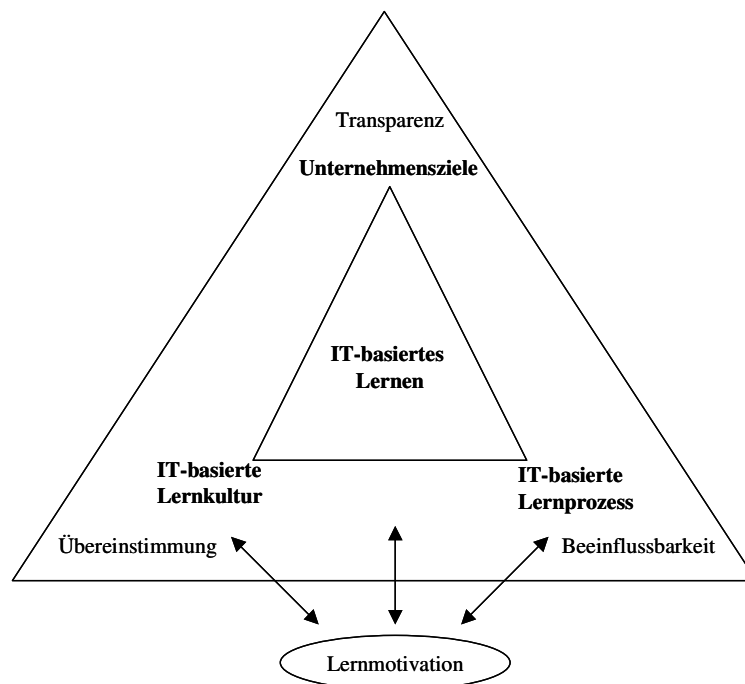 Transparenz
Unternehmensziele
IT-basiertes
Lernen
IT-basierte
Lernkultur
IT-basierte
Lernprozess
Übereinstimmung
Beeinflussbarkeit
Lernmotivation